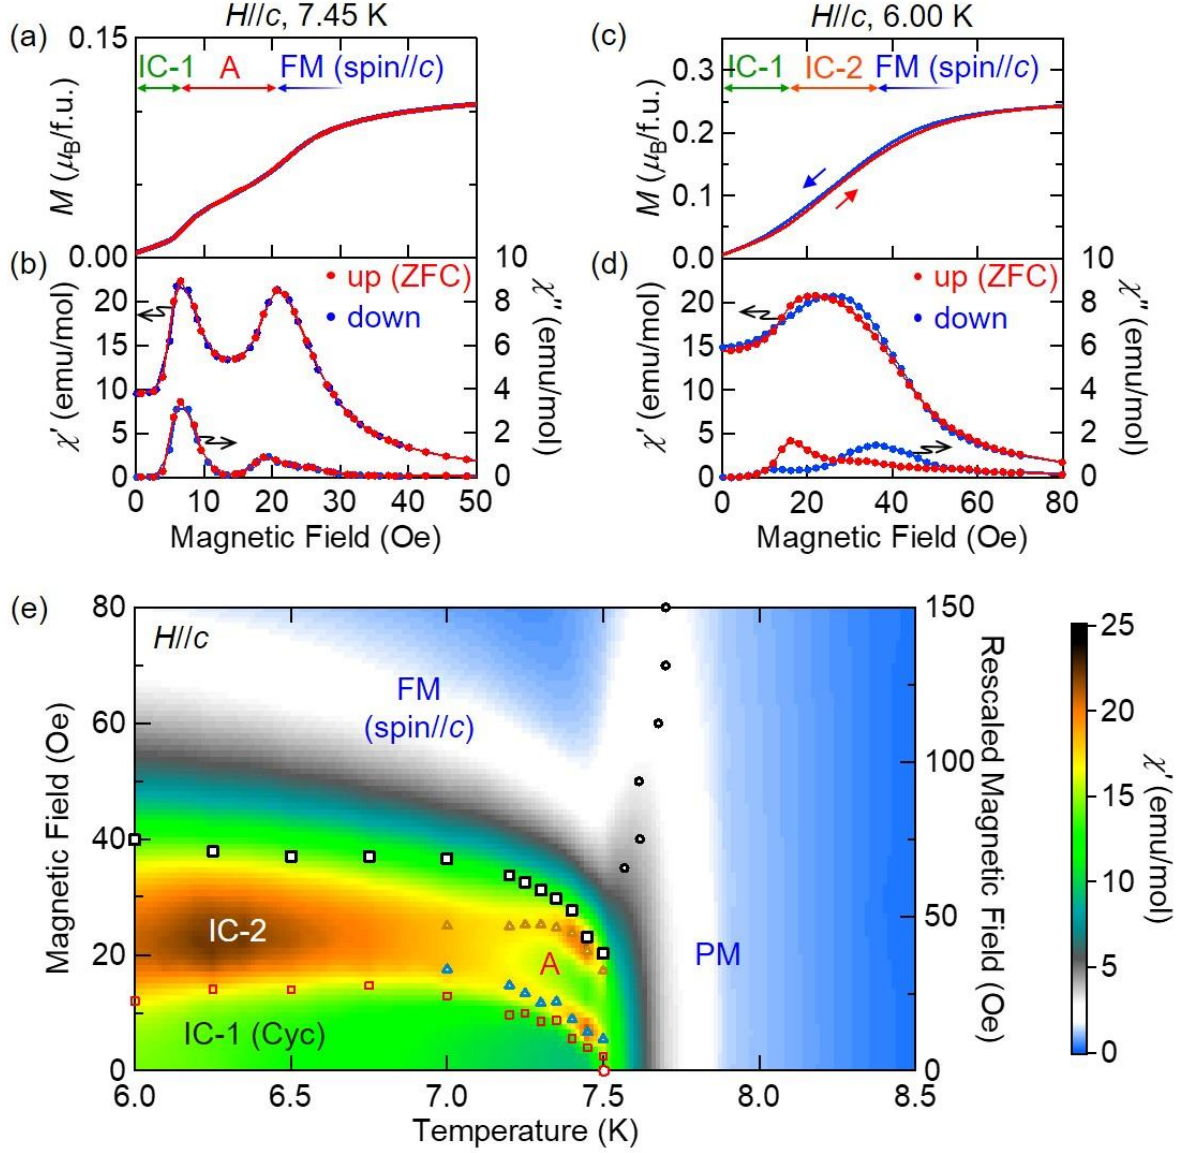 (a)
H//c, 7.45 K
0.15
IC-1
A
FM (spin//c)
M (μB/f.u.)
0.00
(b)
up (ZFC)
down
20
15
10
5
0
χ′ (emu/mol)
10
8
6
4
2
0
χ″ (emu/mol)
0 10 20 30 40 50
Magnetic Field (Oe)
(c)
H//c, 6.00 K
IC-1
IC-2
FM (spin//c)
0.3
0.2
0.1
0.0
M (μB/f.u.)
(d)
up (ZFC)
down
20
15
10
5
0
χ′ (emu/mol)
10
8
6
4
2
0
χ″ (emu/mol)
0 20 40 60 80
Magnetic Field (Oe)
(e)
H//c
80
60
40
20
0
Magnetic Field (Oe)
FM
(spin//c)
IC-2
A
PM
IC-1 (Cyc)
150
100
50
0
Rescaled Magnetic Field (Oe)
6.0 6.5 7.0 7.5 8.0 8.5
Temperature (K)
25
20
15
10
5
0
χ′ (emu/mol)